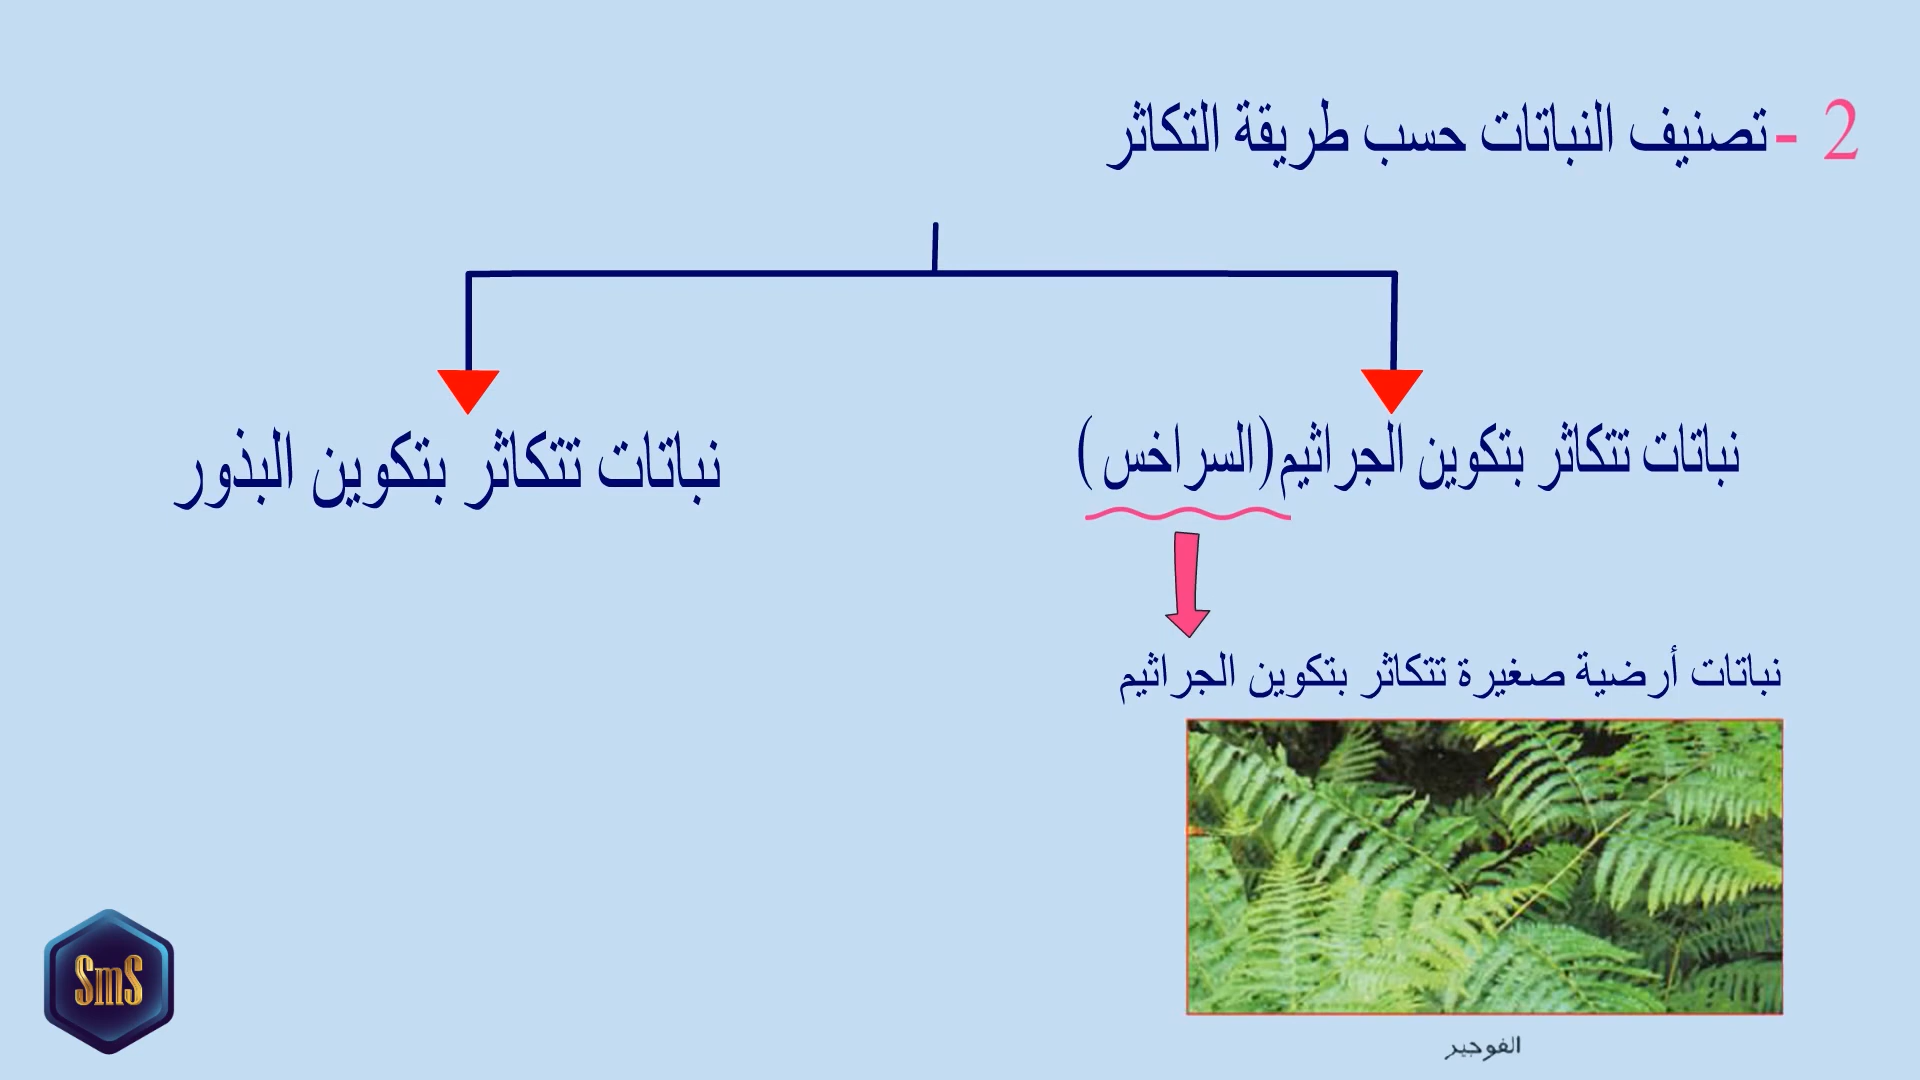 2 - تصنيف النباتات حسب طريقة التكاثر
نباتات تتكاثر بتكوين الجراثيم(السراخس )
نباتات تتكاثر بتكوين البذور
نباتات أرضية صغيرة تتكاثر بتكوين الجراثيم
الفوجير
SmS